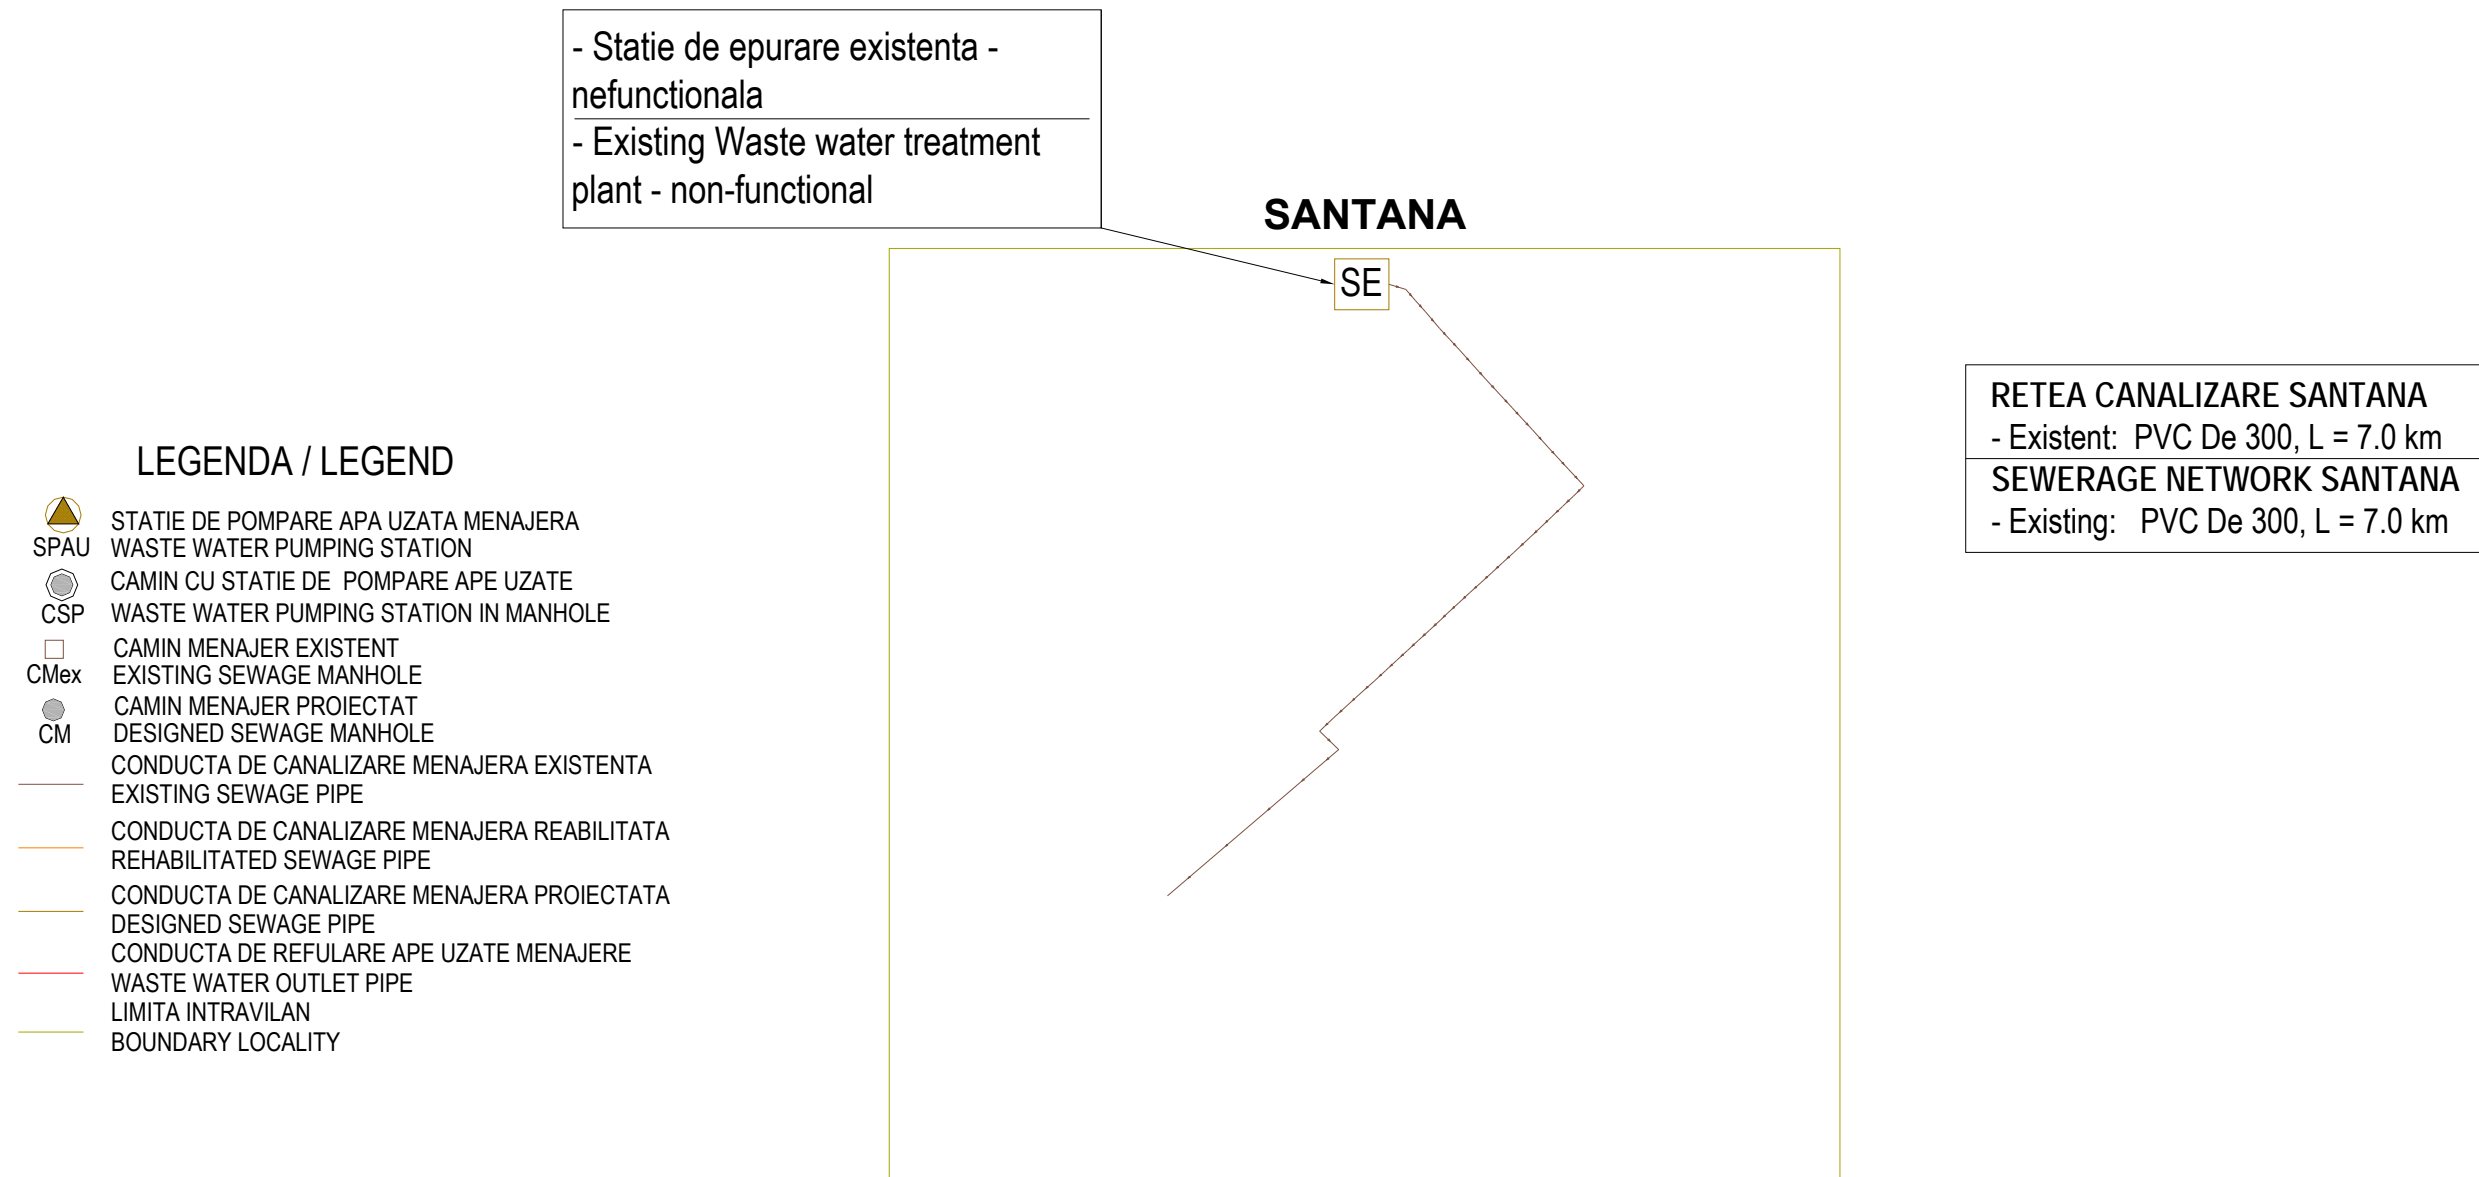 - Statie de epurare existenta -
nefunctionala
- Existing Waste water treatment
plant - non-functional
SANTANA
SE
RETEA CANALIZARE SANTANA
- Existent: PVC De 300, L = 7.0 km
SEWERAGE NETWORK SANTANA
- Existing: PVC De 300, L = 7.0 km
LEGENDA / LEGEND
STATIE DE POMPARE APA UZATA MENAJERA
SPAU WASTE WATER PUMPING STATION
CAMIN CU STATIE DE POMPARE APE UZATE
CSP WASTE WATER PUMPING STATION IN MANHOLE
CAMIN MENAJER EXISTENT
CMex EXISTING SEWAGE MANHOLE
CAMIN MENAJER PROIECTAT
CM DESIGNED SEWAGE MANHOLE
CONDUCTA DE CANALIZARE MENAJERA EXISTENTA
EXISTING SEWAGE PIPE
CONDUCTA DE CANALIZARE MENAJERA REABILITATA
REHABILITATED SEWAGE PIPE
CONDUCTA DE CANALIZARE MENAJERA PROIECTATA
DESIGNED SEWAGE PIPE
CONDUCTA DE REFULARE APE UZATE MENAJERE
WASTE WATER OUTLET PIPE
LIMITA INTRAVILAN
BOUNDARY LOCALITY